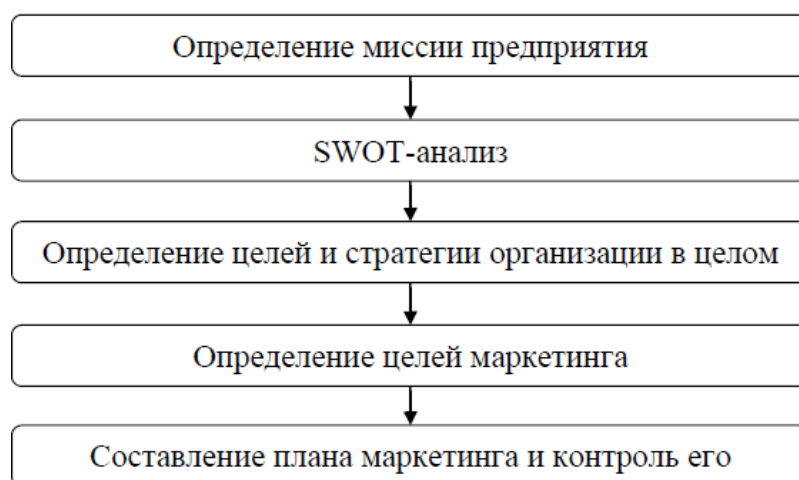 Определение миссии предприятия
SWOT-анализ
Определение целей и стратегии организации в целом
Определение целей маркетинга
Составление плана маркетинга и контроль его